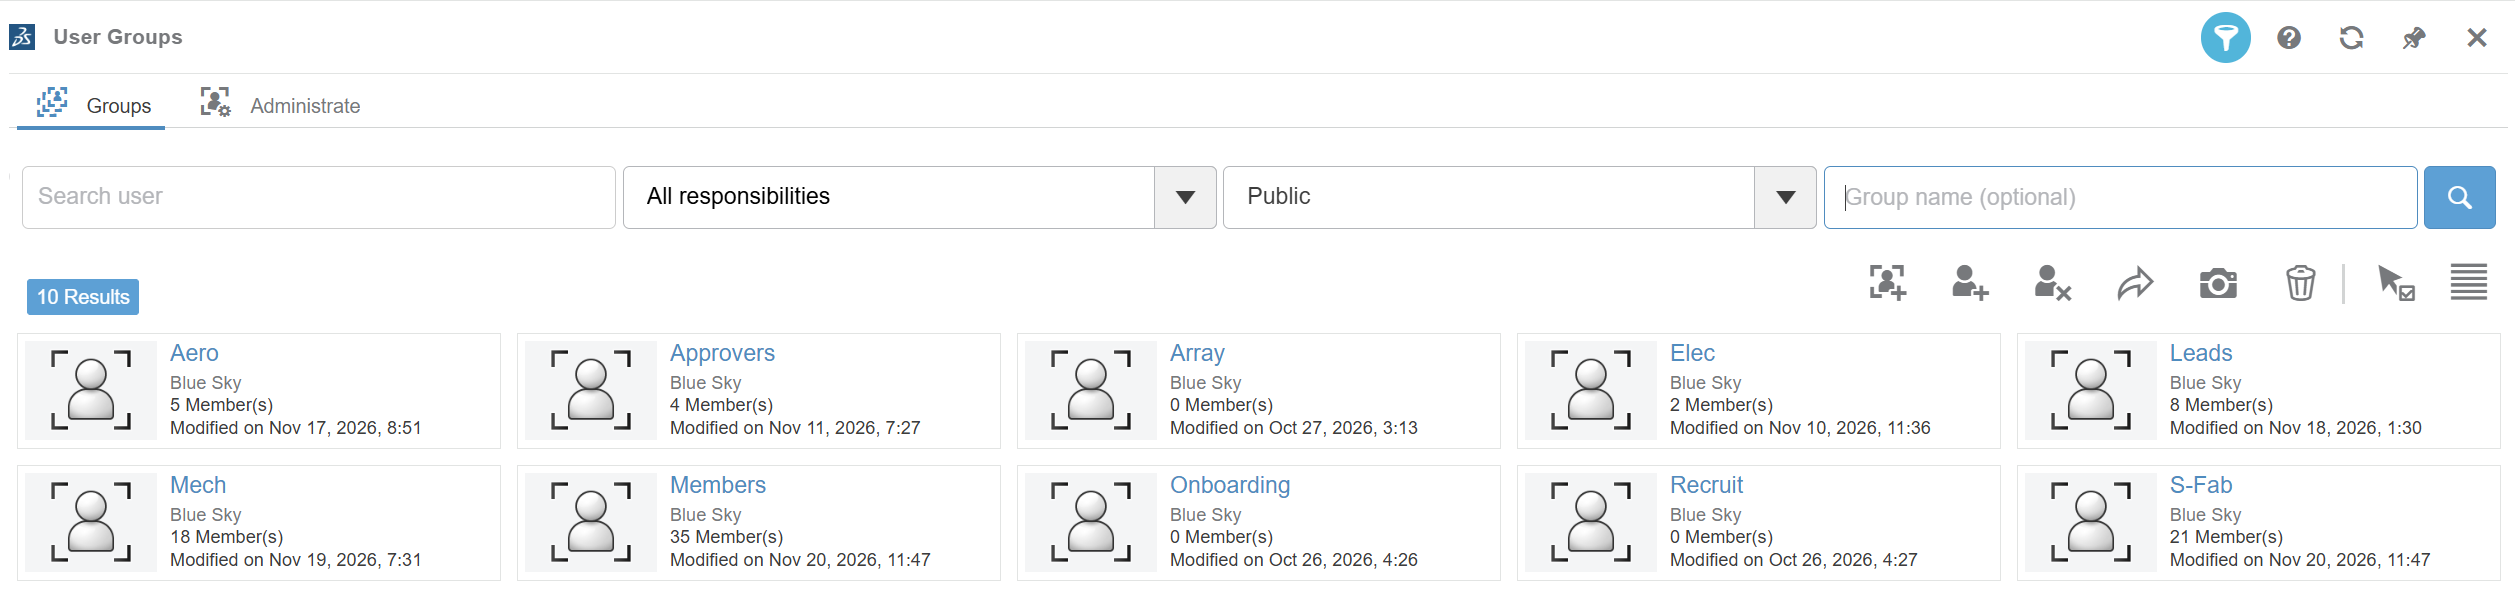 User Groups
Groups
Administrate
Search user
All responsibilities
Public
Group name (optional)
10 Results
Aero
Blue Sky
5 Member(s)
Modified on Nov 17, 2026, 8:51
Approvers
Blue Sky
4 Member(s)
Modified on Nov 11, 2026, 7:27
Array
Blue Sky
0 Member(s)
Modified on Oct 27, 2026, 3:13
Elec
Blue Sky
2 Member(s)
Modified on Nov 10, 2026, 11:36
Leads
Blue Sky
8 Member(s)
Modified on Nov 18, 2026, 1:30
Mech
Blue Sky
18 Member(s)
Modified on Nov 19, 2026, 7:31
Members
Blue Sky
35 Member(s)
Modified on Nov 20, 2026, 11:47
Onboarding
Blue Sky
0 Member(s)
Modified on Oct 26, 2026, 4:26
Recruit
Blue Sky
0 Member(s)
Modified on Oct 26, 2026, 4:27
S-Fab
Blue Sky
21 Member(s)
Modified on Nov 20, 2026, 11:47